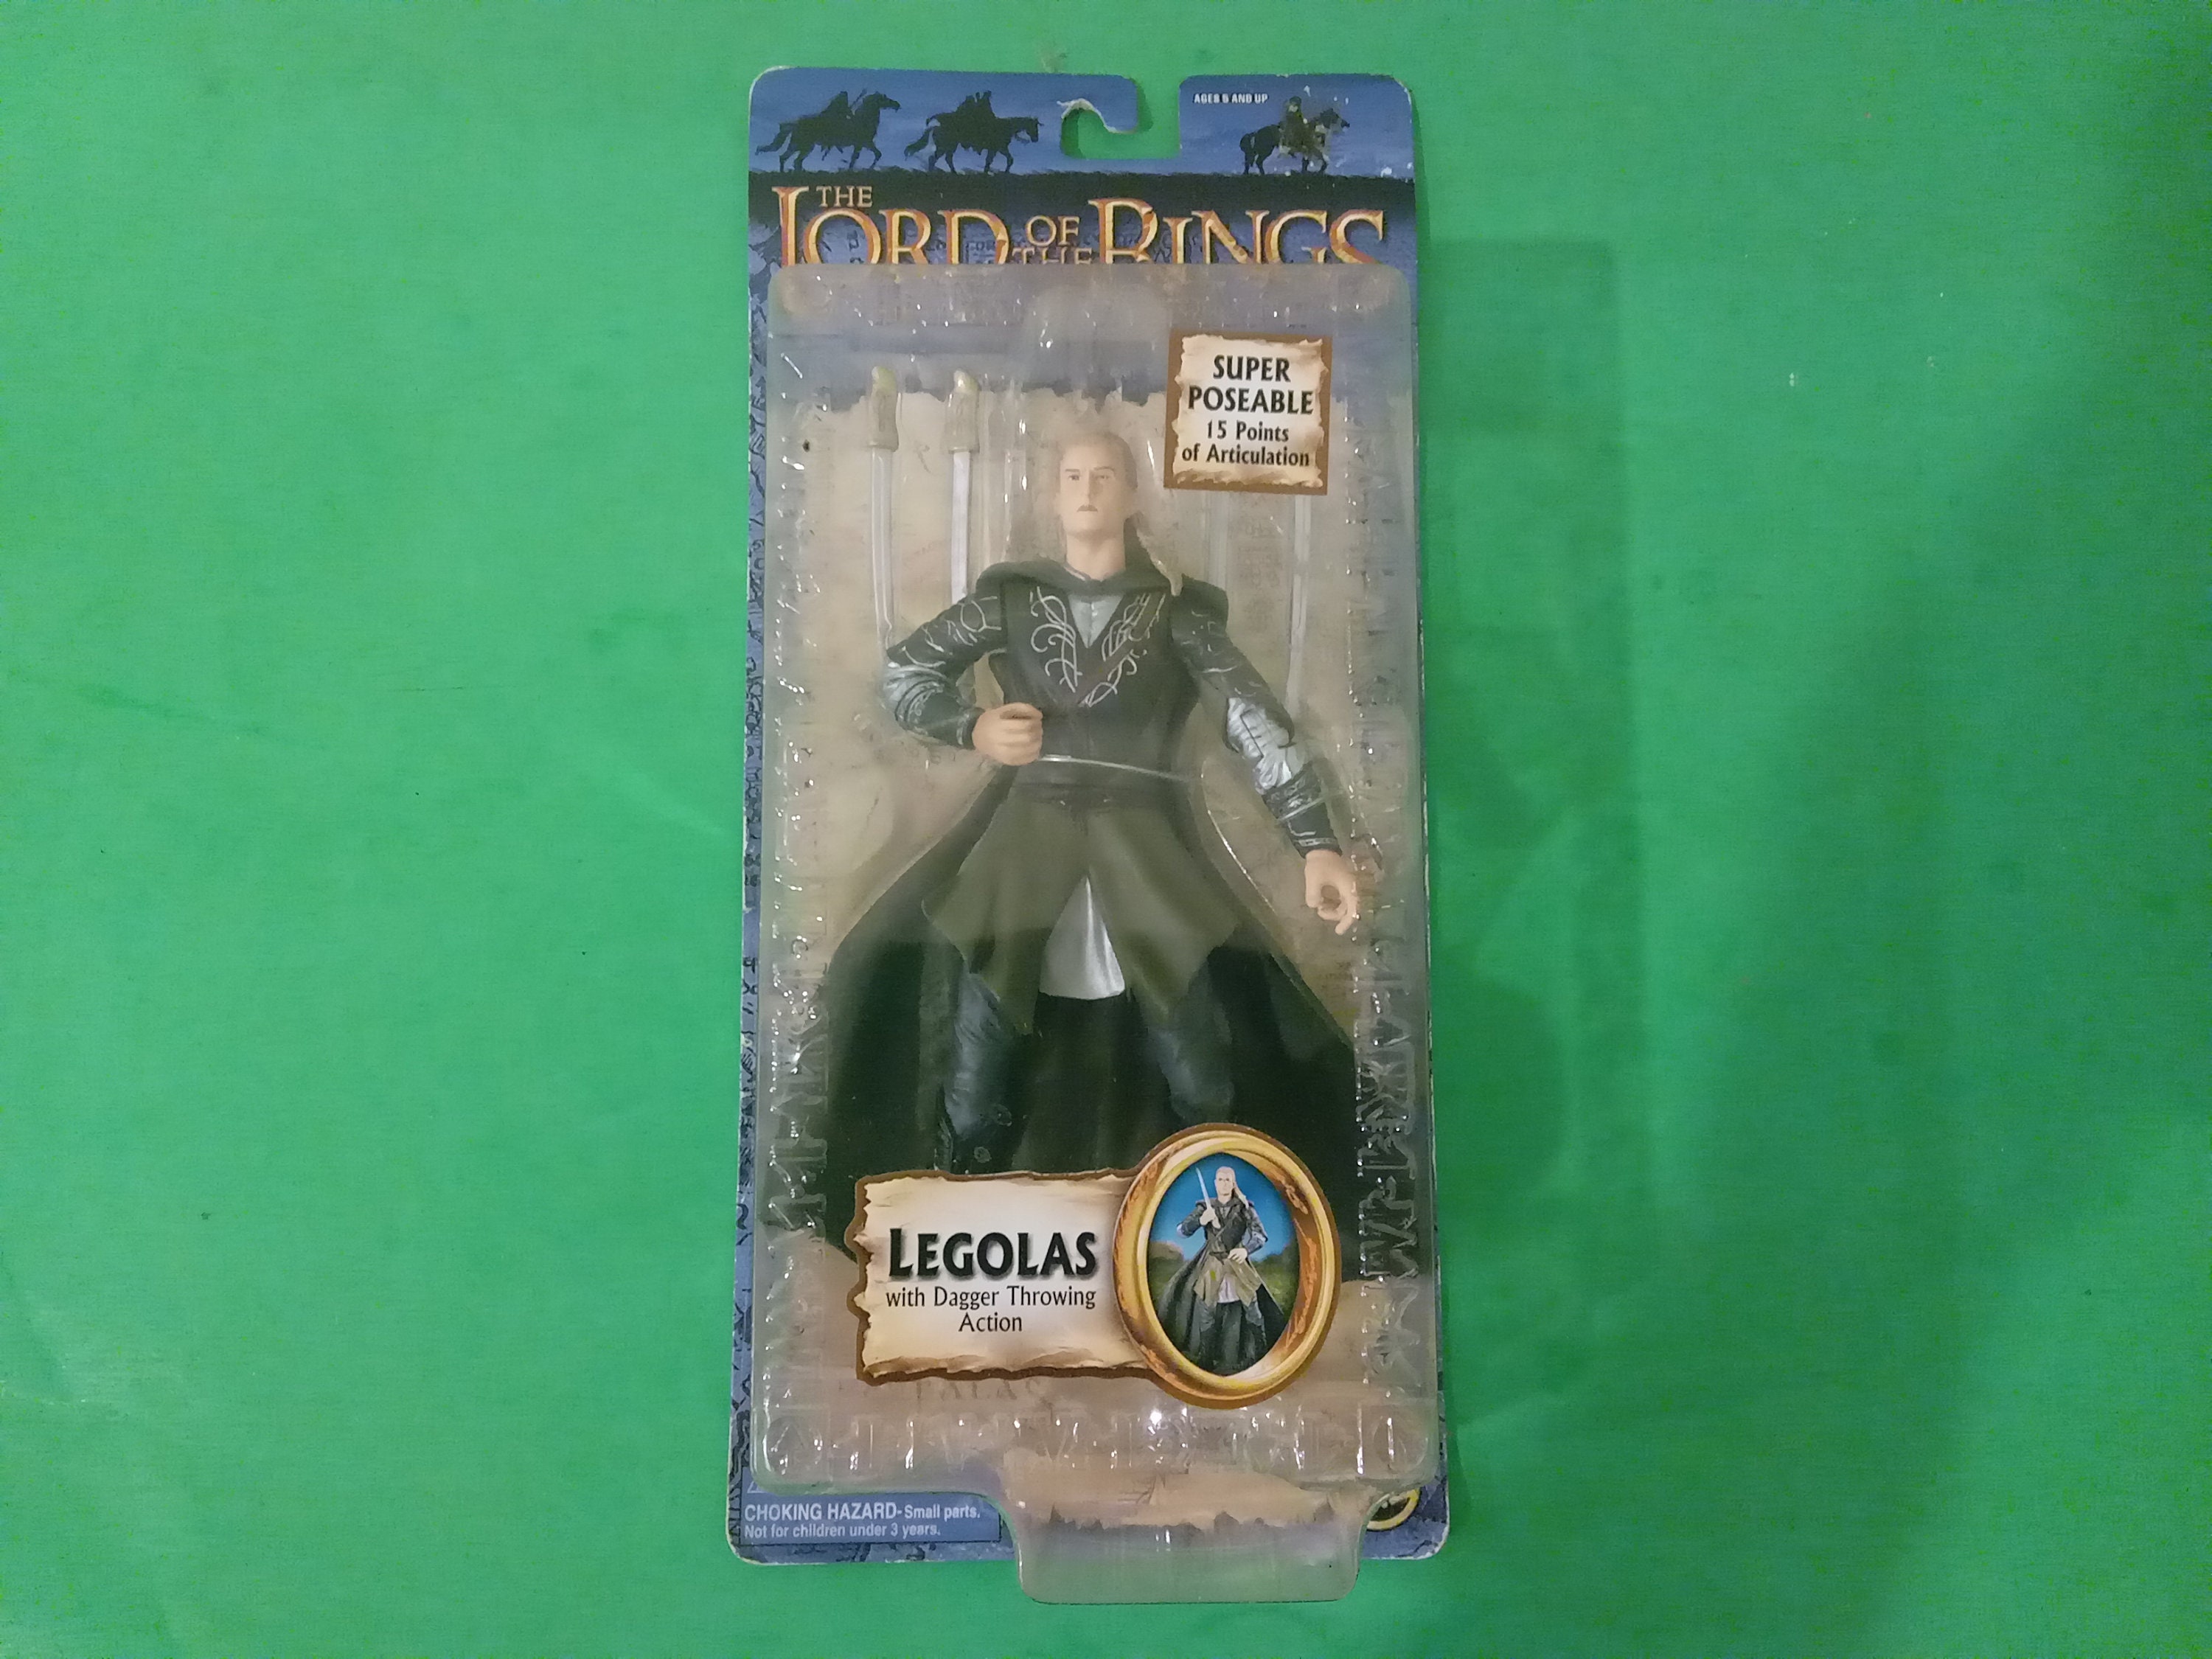 AGES 5 AND UP
THE
LORD OF THE RINGS
SUPER
POSEABLE
15 Points
of Articulation
LEGOLAS
with Dagger Throwing
Action
CHOKING HAZARD-Small parts.
Not for children under 3 years.